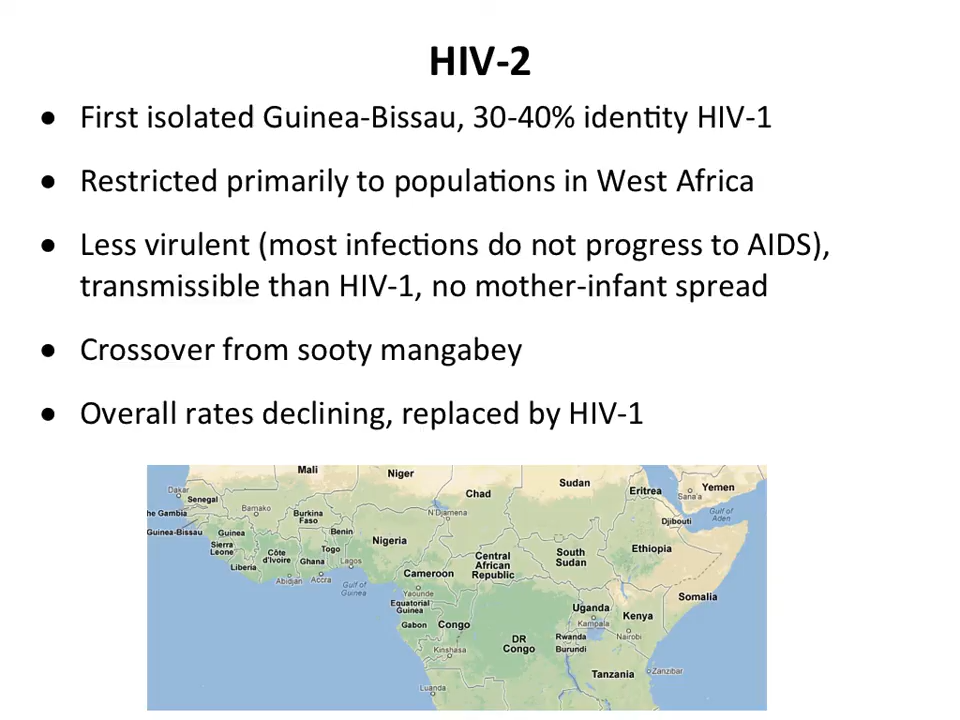 HIV-2
● First isolated Guinea-Bissau, 30-40% identity HIV-1
● Restricted primarily to populations in West Africa
● Less virulent (most infections do not progress to AIDS),
transmissible than HIV-1, no mother-infant spread
● Crossover from sooty mangabey
● Overall rates declining, replaced by HIV-1
Mali
Niger
Chad
Sudan
Eritrea
Yemen
Sana'a
Dakar
Senegal
Bamako
Burkina
Faso
N'Djamena
Gulf of
Aden
he Gambia
Djibouti
Guinea-Bissau
Guinea
Benin
Nigeria
Sierra
Leone
Côte
d'Ivoire
Ghana
Togo
Lagos
Central
African
Republic
South
Sudan
Ethiopia
Liberia
Abidjan
Accra
Gulf of
Guinea
Cameroon
Yaounde
Somalia
Equatorial
Guinea
Gabon
Congo
Uganda
Kampala
Kenya
Nairobi
DR
Congo
Rwanda
Burundi
Kinshasa
Tanzania
Zanzibar
Luanda